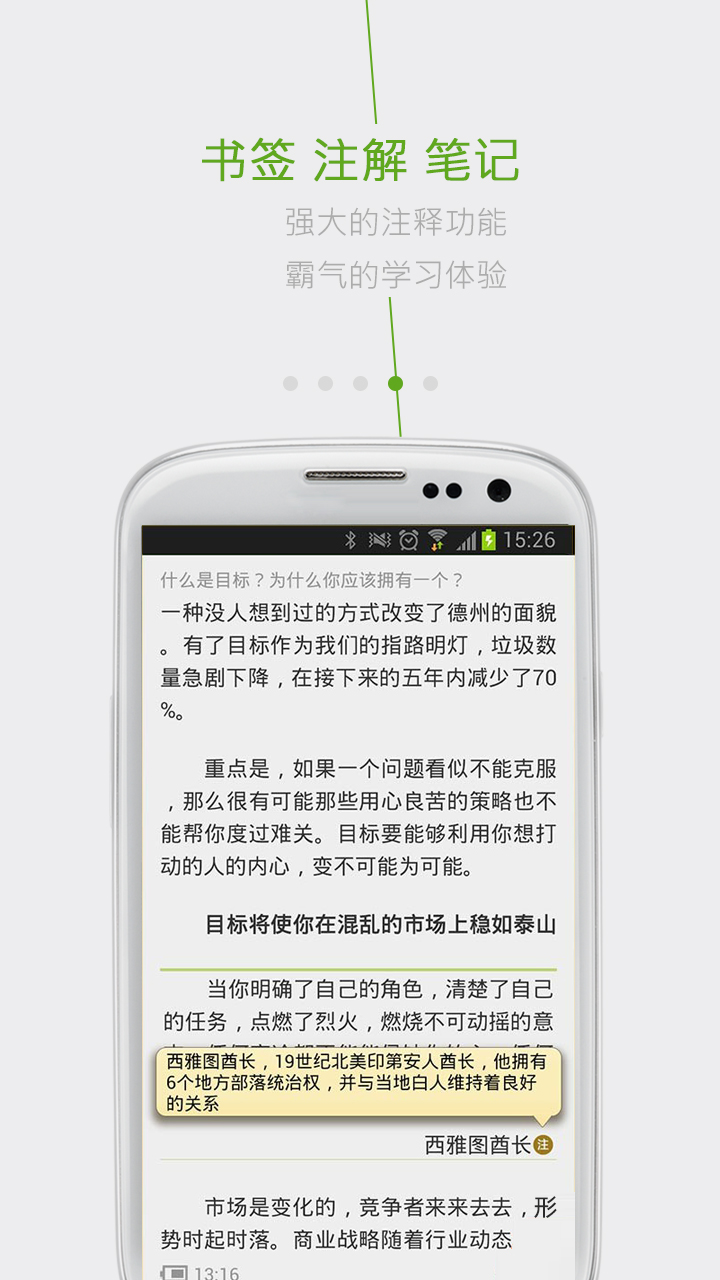 书签 注解 笔记
强大的注释功能
霸气的学习体验
15:26
什么是目标？为什么你应该拥有一个？
一种没人想到过的方式改变了德州的面貌
。有了目标作为我们的指路明灯，垃圾数
量急剧下降，在接下来的五年内减少了70
%。
重点是，如果一个问题看似不能克服
，那么很有可能那些用心良苦的策略也不
能帮你度过难关。目标要能够利用你想打
动的人的内心，变不可能为可能。
目标将使你在混乱的市场上稳如泰山
当你明确了自己的角色，清楚了自己
的任务，点燃了烈火，燃烧不可动摇的意
西雅图酋长，19世纪北美印第安人酋长，他拥有
6个地方部落统治权，并与当地白人维持着良好
的关系
西雅图酋长 注
市场是变化的，竞争者来来去去，形
势时起时落。商业战略随着行业动态
13:16